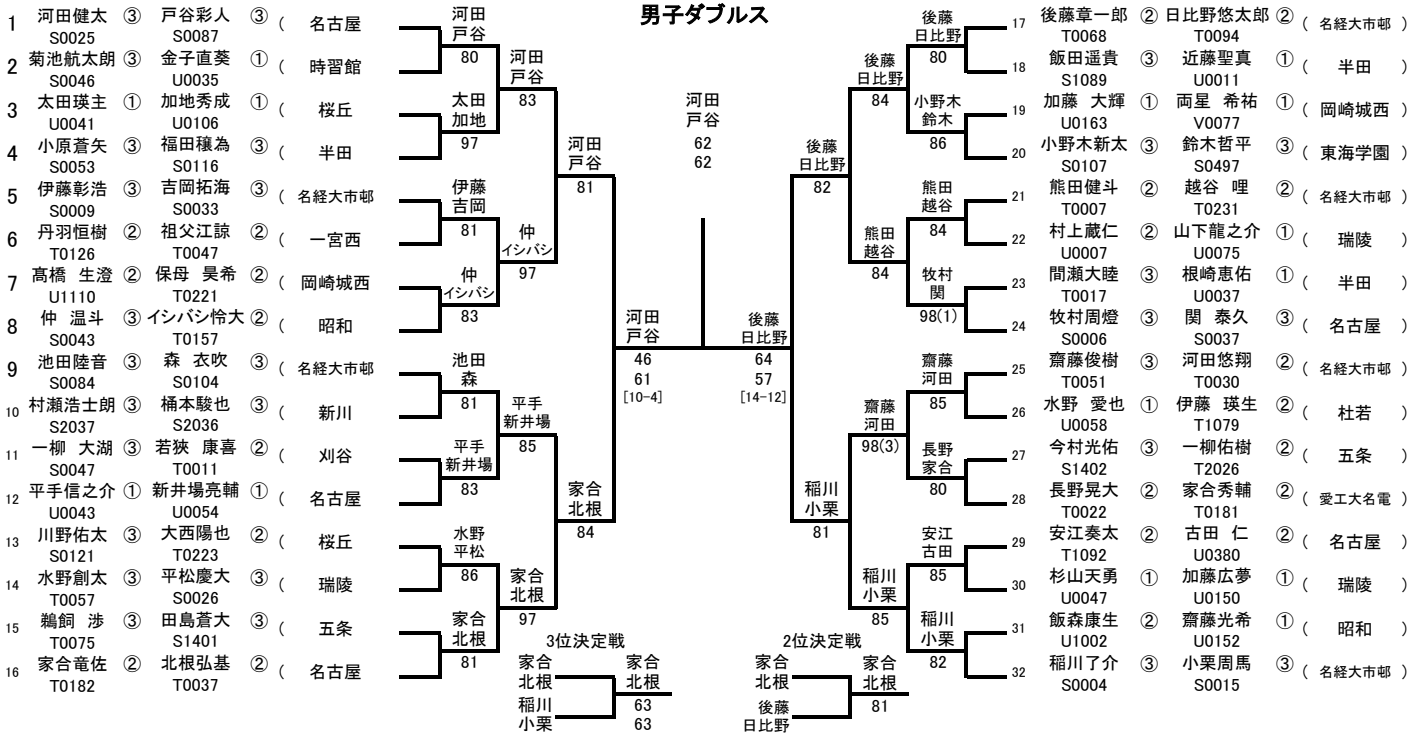 男子ダブルス
1 河田健太 ③ 戸谷彩人 ③ ( 名古屋
S0025 S0087
2 菊池航太朗 ③ 金子直葵 ① ( 時習館
S0046 U0035
3 太田瑛主 ① 加地秀成 ① ( 桜丘
U0041 U0106
4 小原蒼矢 ③ 福田穣為 ③ ( 半田
S0053 S0116
5 伊藤彰浩 ③ 吉岡拓海 ③ ( 名経大市邨
S0009 S0033
6 丹羽恒樹 ② 祖父江諒 ② ( 一宮西
T0126 T0047
7 髙橋 生澄 ② 保母 昊希 ② ( 岡崎城西
U1110 T0221
8 仲 温斗 ③ イシバシ怜大 ② ( 昭和
S0043 T0157
9 池田陸音 ③ 森 衣吹 ③ ( 名経大市邨
S0084 S0104
10 村瀬浩士朗 ③ 桶本駿也 ③ ( 新川
S2037 S2036
11 一柳 大湖 ③ 若狹 康喜 ② ( 刈谷
S0047 T0011
12 平手信之介 ① 新井場亮輔 ① ( 名古屋
U0043 U0054
13 川野佑太 ③ 大西陽也 ② ( 桜丘
S0121 T0223
14 水野創太 ③ 平松慶大 ③ ( 瑞陵
T0057 S0026
15 鵜飼 渉 ③ 田島蒼大 ③ ( 五条
T0075 S1401
16 家合竜佐 ② 北根弘基 ② ( 名古屋
T0182 T0037
河田
戸谷
80
太田
加地
97
伊藤
吉岡
81
仲
イシバシ
83
池田
森
81
平手
新井場
83
水野
平松
86
家合
北根
81
河田
戸谷
83
仲
イシバシ
97
平手
新井場
85
家合
北根
97
河田
戸谷
81
家合
北根
84
河田
戸谷
46
61
[10-4]
河田
戸谷
62
62
後藤
日比野
64
57
[14-12]
後藤
日比野
82
稲川
小栗
81
後藤
日比野
84
熊田
越谷
84
齋藤
河田
98(3)
稲川
小栗
85
後藤
日比野
80
小野木
鈴木
86
熊田
越谷
84
牧村
関
98(1)
齋藤
河田
85
長野
家合
80
安江
古田
85
稲川
小栗
82
17 後藤章一郎 ② 日比野悠太郎 ② ( 名経大市邨 )
T0068 T0094
18 飯田遥貴 ③ 近藤聖真 ① ( 半田 )
S1089 U0011
19 加藤 大輝 ① 両星 希祐 ① ( 岡崎城西 )
U0163 V0077
20 小野木新太 ③ 鈴木哲平 ③ ( 東海学園 )
S0107 S0497
21 熊田健斗 ② 越谷 哩 ② ( 名経大市邨 )
T0007 T0231
22 村上蔵仁 ② 山下龍之介 ① ( 瑞陵 )
U0007 U0075
23 間瀬大睦 ③ 根崎恵佑 ① ( 半田 )
T0017 U0037
24 牧村周燈 ③ 関 泰久 ③ ( 名古屋 )
S0006 S0037
25 齋藤俊樹 ③ 河田悠翔 ② ( 名経大市邨 )
T0051 T0030
26 水野 愛也 ① 伊藤 瑛生 ② ( 杜若 )
U0058 T1079
27 今村光佑 ③ 一柳佑樹 ② ( 五条 )
S1402 T2026
28 長野晃大 ② 家合秀輔 ② ( 愛工大名電 )
T0022 T0181
29 安江奏太 ② 古田 仁 ② ( 名古屋 )
T1092 U0380
30 杉山天勇 ① 加藤広夢 ① ( 瑞陵 )
U0047 U0150
31 飯森康生 ② 齋藤光希 ① ( 昭和 )
U1002 U0152
32 稲川了介 ③ 小栗周馬 ③ ( 名経大市邨 )
S0004 S0015
3位決定戦
家合
北根
稲川
小栗
家合
北根
63
63
2位決定戦
家合
北根
後藤
日比野
家合
北根
81